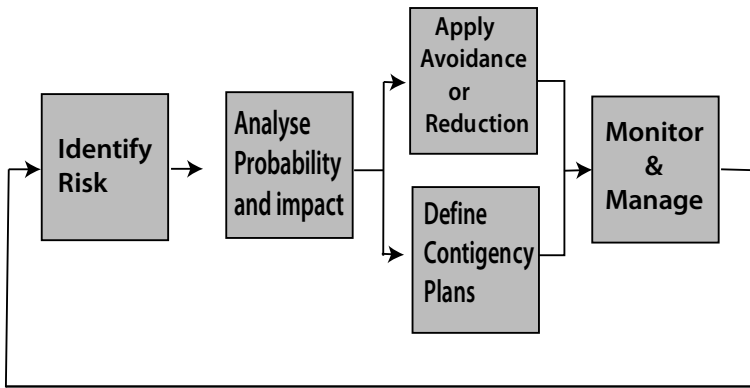 Identify
Risk
Analyse
Probability
and impact
Apply
Avoidance
or
Reduction
Define
Contigency
Plans
Monitor
&
Manage